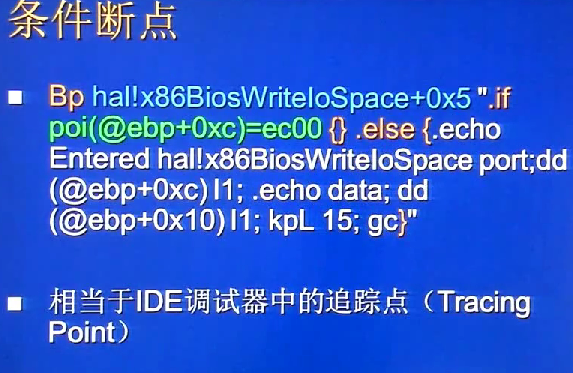 条件断点
Bp hal!x86BiosWriteIoSpace+0x5 ".if
poi(@ebp+0xc)=ec00 {} .else {.echo
Entered hal!x86BiosWriteIoSpace port;dd
(@ebp+0xc) l1; .echo data; dd
(@ebp+0x10) l1; kpL 15; gc}"
相当于IDE调试器中的追踪点（Tracing
Point）